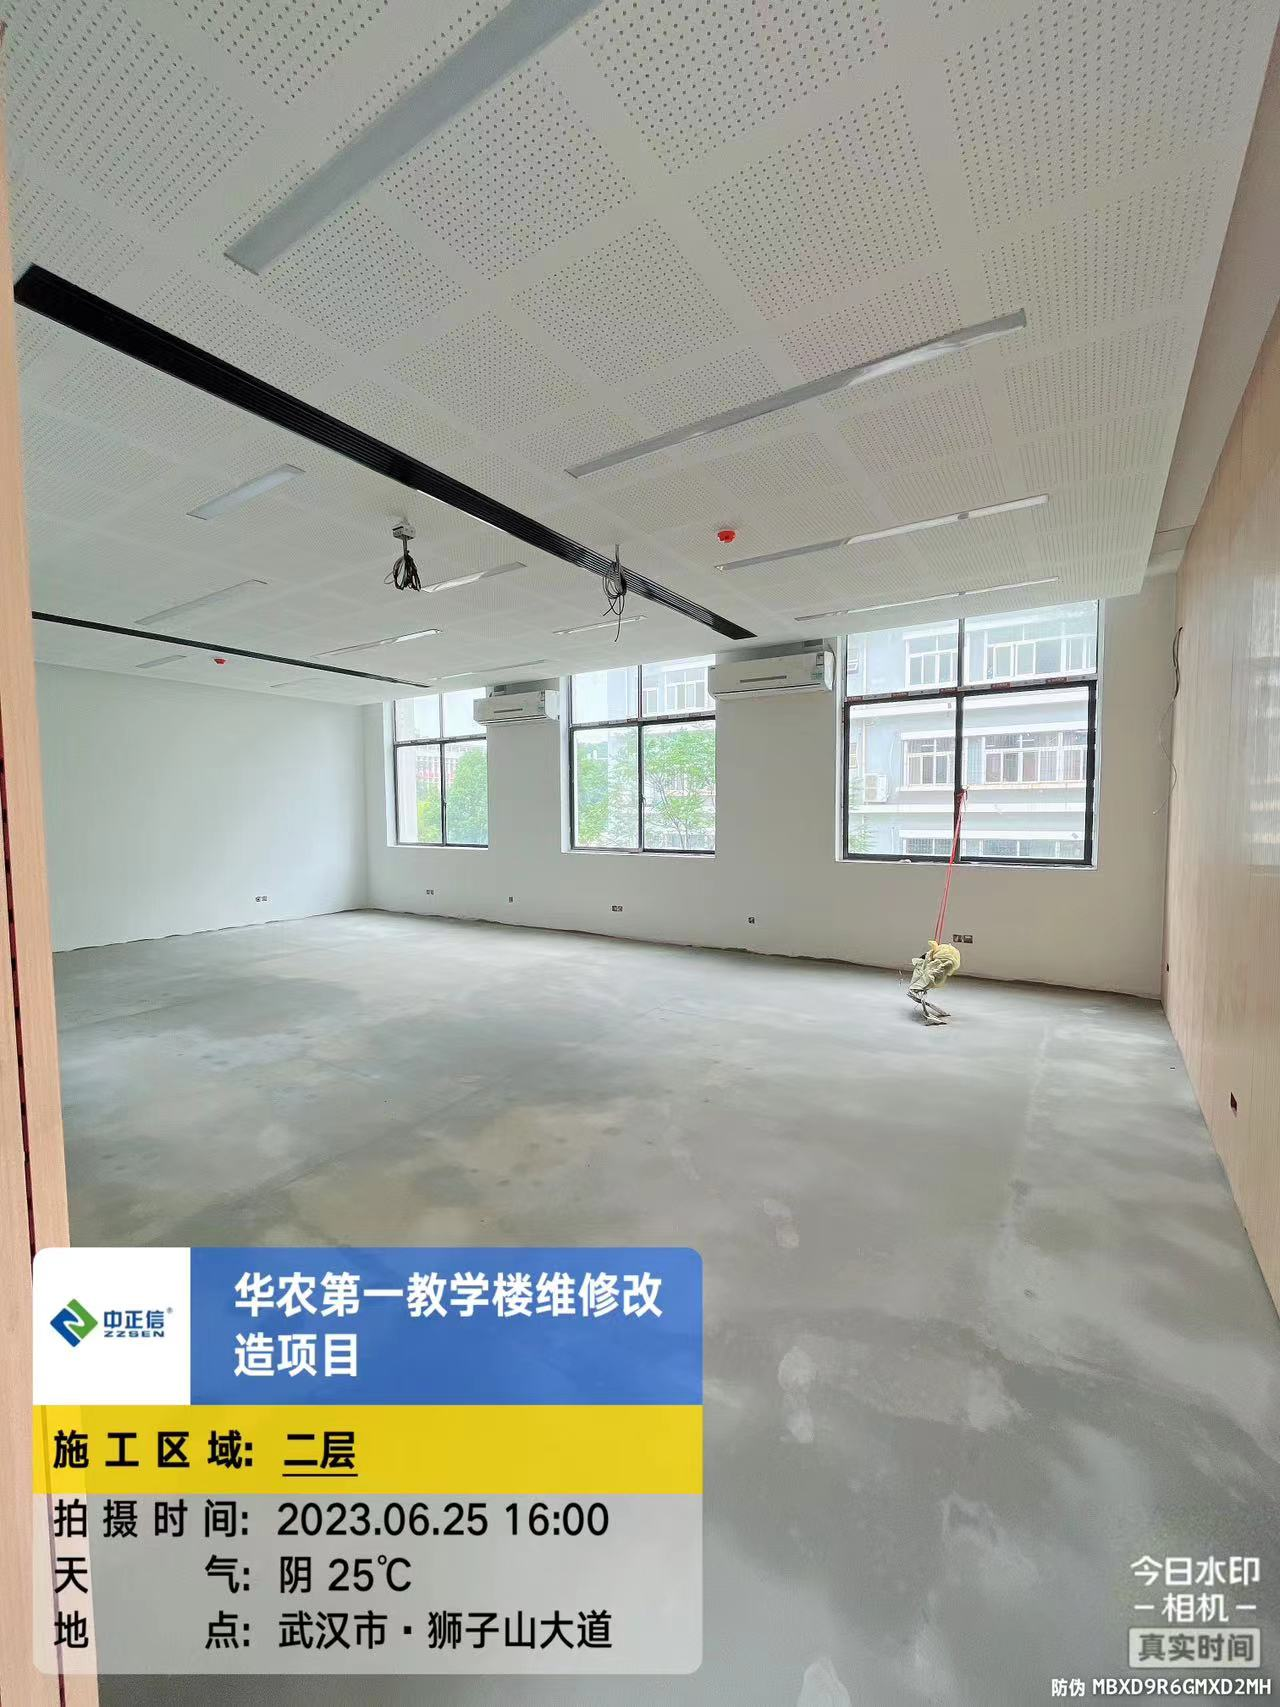 中正信®
ZZSEN
华农第一教学楼维修改
造项目
施工区域: 二层
拍摄时间: 2023.06.25 16:00
天气: 阴 25℃
地点: 武汉市·狮子山大道
今日水印
相机
真实时间
防伪 MBXD9R6GMXD2MH